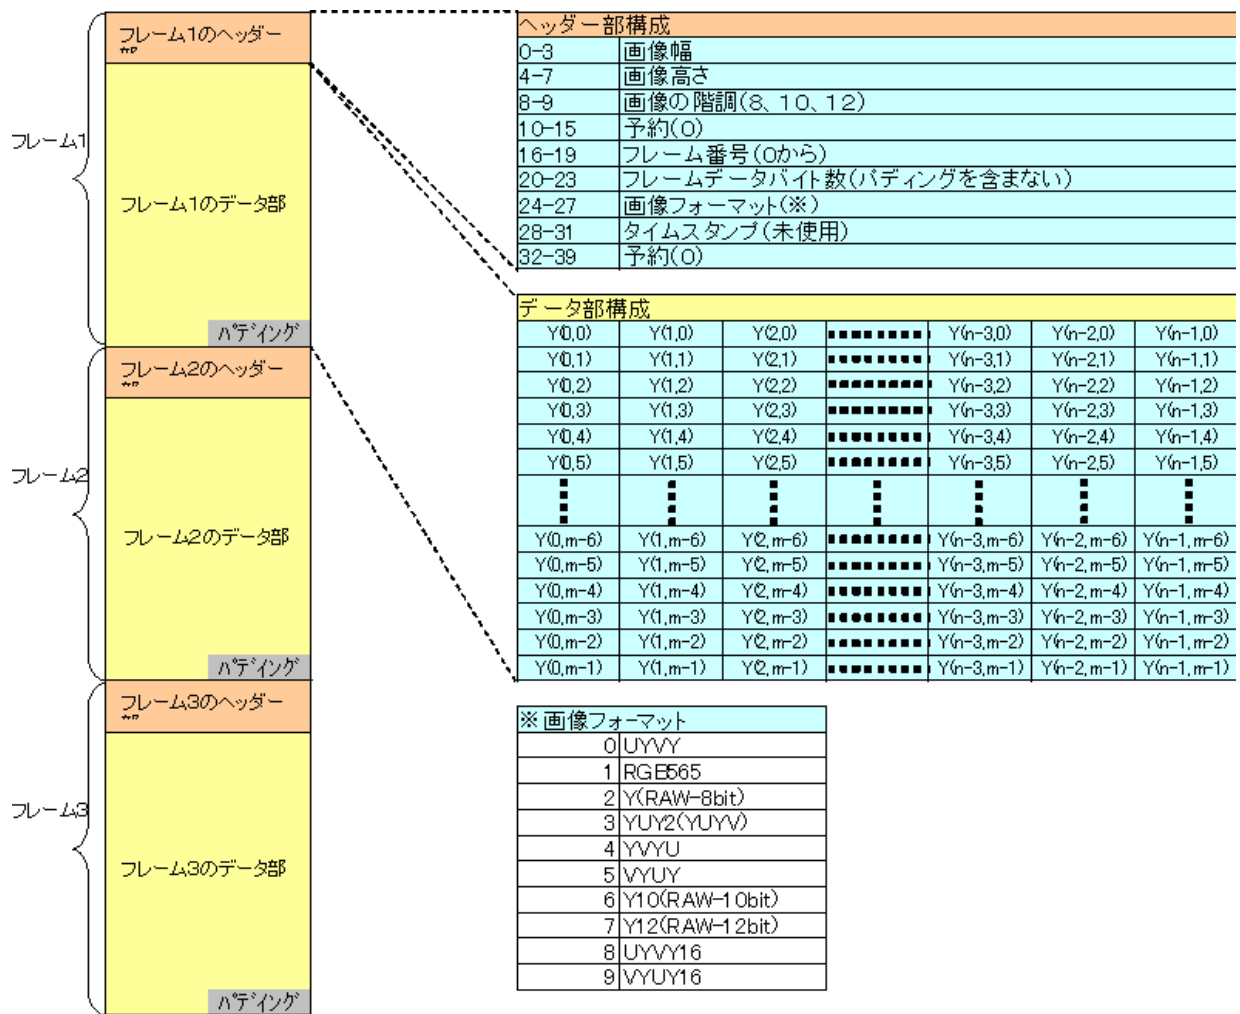 フレーム1
フレーム1のヘッダー
部
フレーム1のデータ部
パディング
フレーム2
フレーム2のヘッダー
部
フレーム2のデータ部
パディング
フレーム3
フレーム3のヘッダー
部
フレーム3のデータ部
パディング
ヘッダー部構成
0-3 画像幅
4-7 画像高さ
8-9 画像の階調(8、10、12)
10-15 予約(0)
16-19 フレーム番号(0から)
20-23 フレームデータバイト数(パディングを含まない)
24-27 画像フォーマット(※)
28-31 タイムスタンプ(未使用)
32-39 予約(0)
データ部構成
Y(0,0) Y(1,0) Y(2,0) Y(n-3,0) Y(n-2,0) Y(n-1,0)
Y(0,1) Y(1,1) Y(2,1) Y(n-3,1) Y(n-2,1) Y(n-1,1)
Y(0,2) Y(1,2) Y(2,2) Y(n-3,2) Y(n-2,2) Y(n-1,2)
Y(0,3) Y(1,3) Y(2,3) Y(n-3,3) Y(n-2,3) Y(n-1,3)
Y(0,4) Y(1,4) Y(2,4) Y(n-3,4) Y(n-2,4) Y(n-1,4)
Y(0,5) Y(1,5) Y(2,5) Y(n-3,5) Y(n-2,5) Y(n-1,5)
Y(0,m-6) Y(1,m-6) Y(2,m-6) Y(n-3,m-6) Y(n-2,m-6) Y(n-1,m-6)
Y(0,m-5) Y(1,m-5) Y(2,m-5) Y(n-3,m-5) Y(n-2,m-5) Y(n-1,m-5)
Y(0,m-4) Y(1,m-4) Y(2,m-4) Y(n-3,m-4) Y(n-2,m-4) Y(n-1,m-4)
Y(0,m-3) Y(1,m-3) Y(2,m-3) Y(n-3,m-3) Y(n-2,m-3) Y(n-1,m-3)
Y(0,m-2) Y(1,m-2) Y(2,m-2) Y(n-3,m-2) Y(n-2,m-2) Y(n-1,m-2)
Y(0,m-1) Y(1,m-1) Y(2,m-1) Y(n-3,m-1) Y(n-2,m-1) Y(n-1,m-1)
※画像フォーマット
0 UYVY
1 RGB565
2 Y(RAW-8bit)
3 YUY2(YUYV)
4 YVYU
5 VYUY
6 Y10(RAW-10bit)
7 Y12(RAW-12bit)
8 UYVY16
9 VYUY16